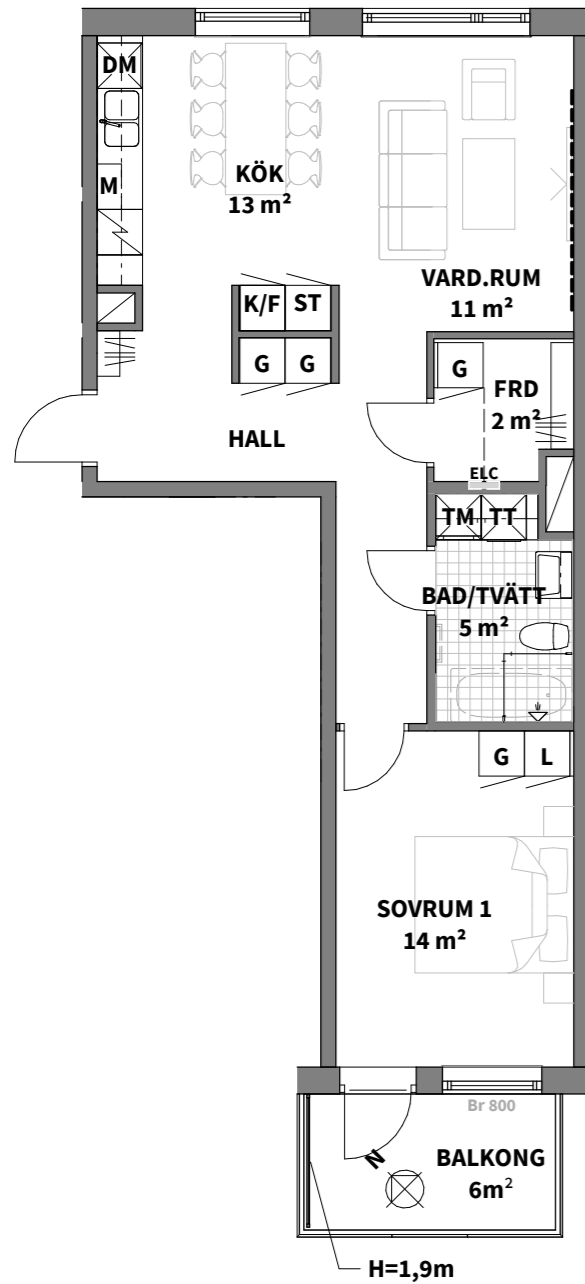 DM
M
KÖK
13 m²
VARD.RUM
11 m²
K/F ST
G G
G
FRD
2 m²
HALL
ELC
TM TT
BAD/TVÄTT
5 m²
G L
SOVRUM 1
14 m²
Br 800
N
BALKONG
6m²
H=1,9m